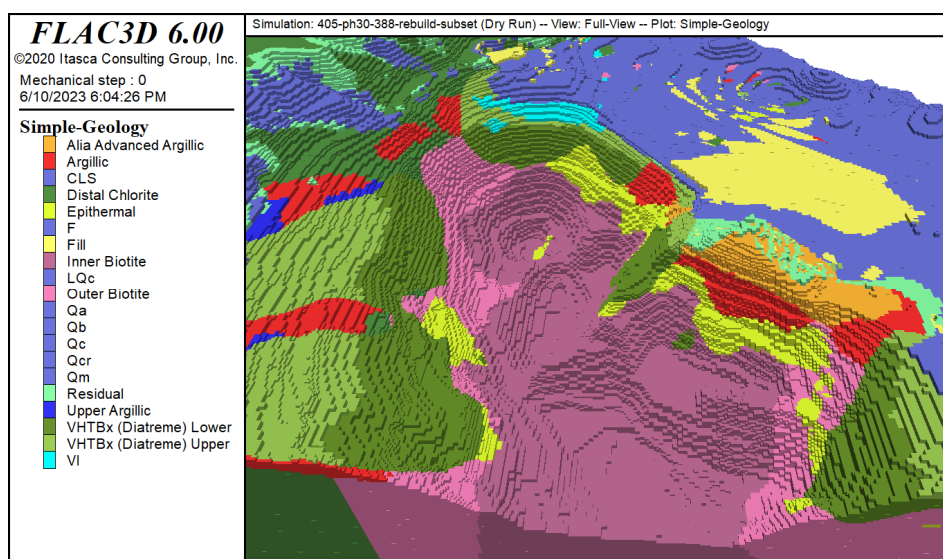 FLAC3D 6.00
©2020 Itasca Consulting Group, Inc.
Mechanical step : 0
6/10/2023 6:04:26 PM
Simple-Geology
Alia Advanced Argillic
Argillic
CLS
Distal Chlorite
Epithermal
F
Fill
Inner Biotite
LQc
Outer Biotite
Qa
Qb
Qc
Qcr
Qm
Residual
Upper Argillic
VHTBx (Diatreme) Lower
VHTBx (Diatreme) Upper
VI
Simulation: 405-ph30-388-rebuild-subset (Dry Run) -- View: Full-View -- Plot: Simple-Geology